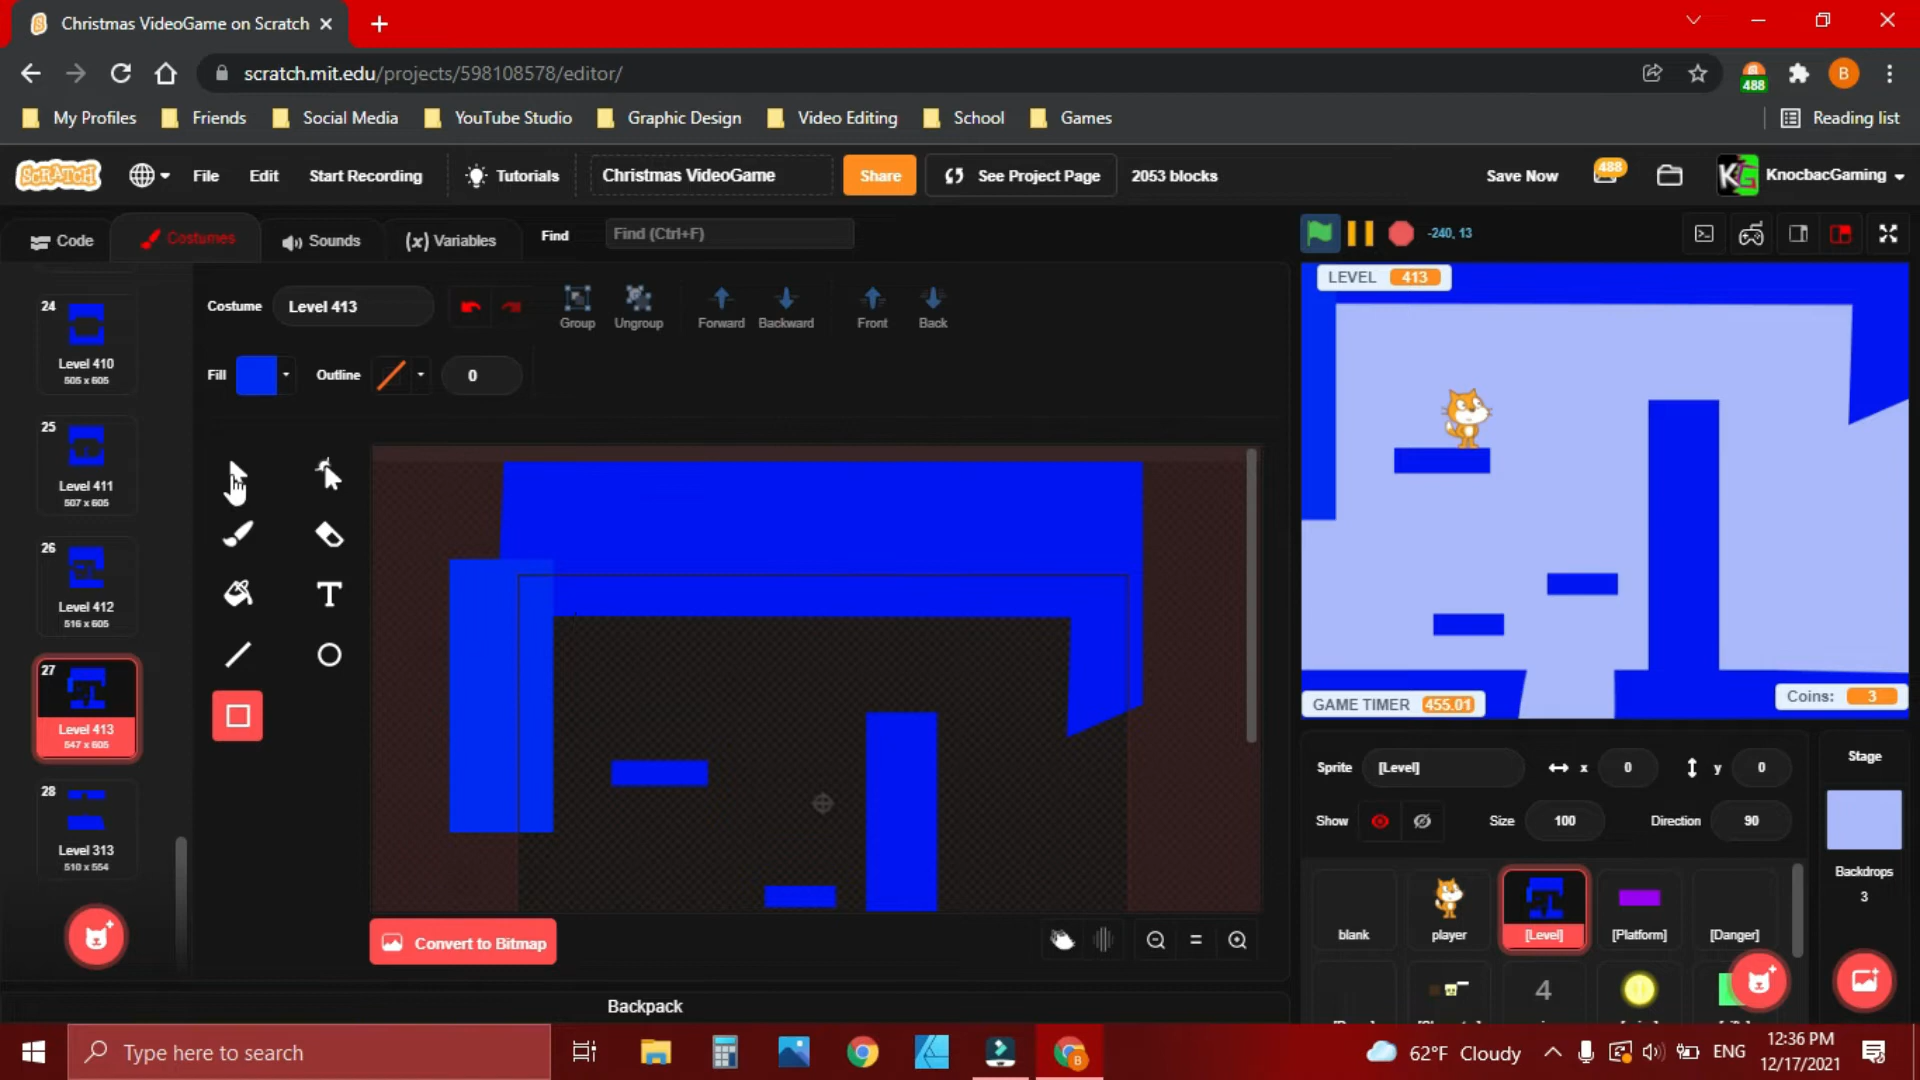 Christmas VideoGame on Scratch
scratch.mit.edu/projects/598108578/editor/
488
B
My Profiles
Friends
Social Media
YouTube Studio
Graphic Design
Video Editing
School
Games
Reading list
SCRATCH
File
Edit
Start Recording
Tutorials
Christmas VideoGame
Share
See Project Page
2053 blocks
Save Now
488
KG
KnocbacGaming
Code
Costumes
Sounds
(x) Variables
Find
Find (Ctrl+F)
-240, 13
24
Level 410
505 x 605
25
Level 411
507 x 605
26
Level 412
516 x 605
27
Level 413
547 x 605
28
Level 313
510 x 554
Costume
Level 413
Group
Ungroup
Forward
Backward
Front
Back
Fill
Outline
0
T
Convert to Bitmap
Backpack
LEVEL 413
GAME TIMER 455.01
Coins: 3
Sprite
[Level]
x
0
y
0
Show
Size
100
Direction
90
blank
player
[Level]
[Platform]
[Danger]
4
Stage
Backdrops
3
Type here to search
B
62°F Cloudy
ENG
12:36 PM
12/17/2021